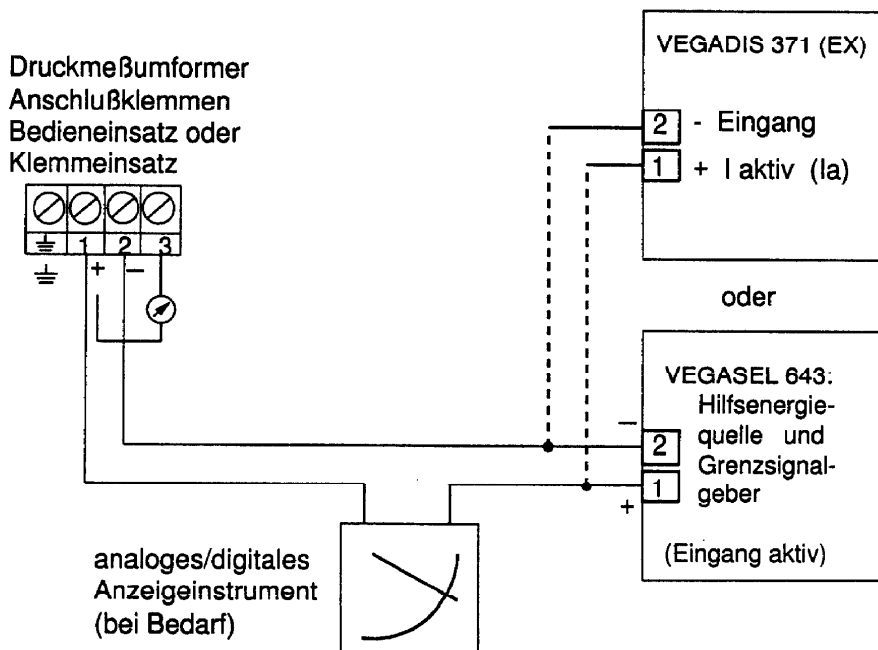 Druckmeßumformer
Anschlußklemmen
Bedieneinsatz oder
Klemmeinsatz
1 2 3
+ −
VEGADIS 371 (EX)
2 - Eingang
1 + I aktiv (Ia)
oder
VEGASEL 643:
Hilfsenergie-
− 2 quelle und
Grenzsignal-
+ 1 geber
(Eingang aktiv)
analoges/digitales
Anzeigeinstrument
(bei Bedarf)